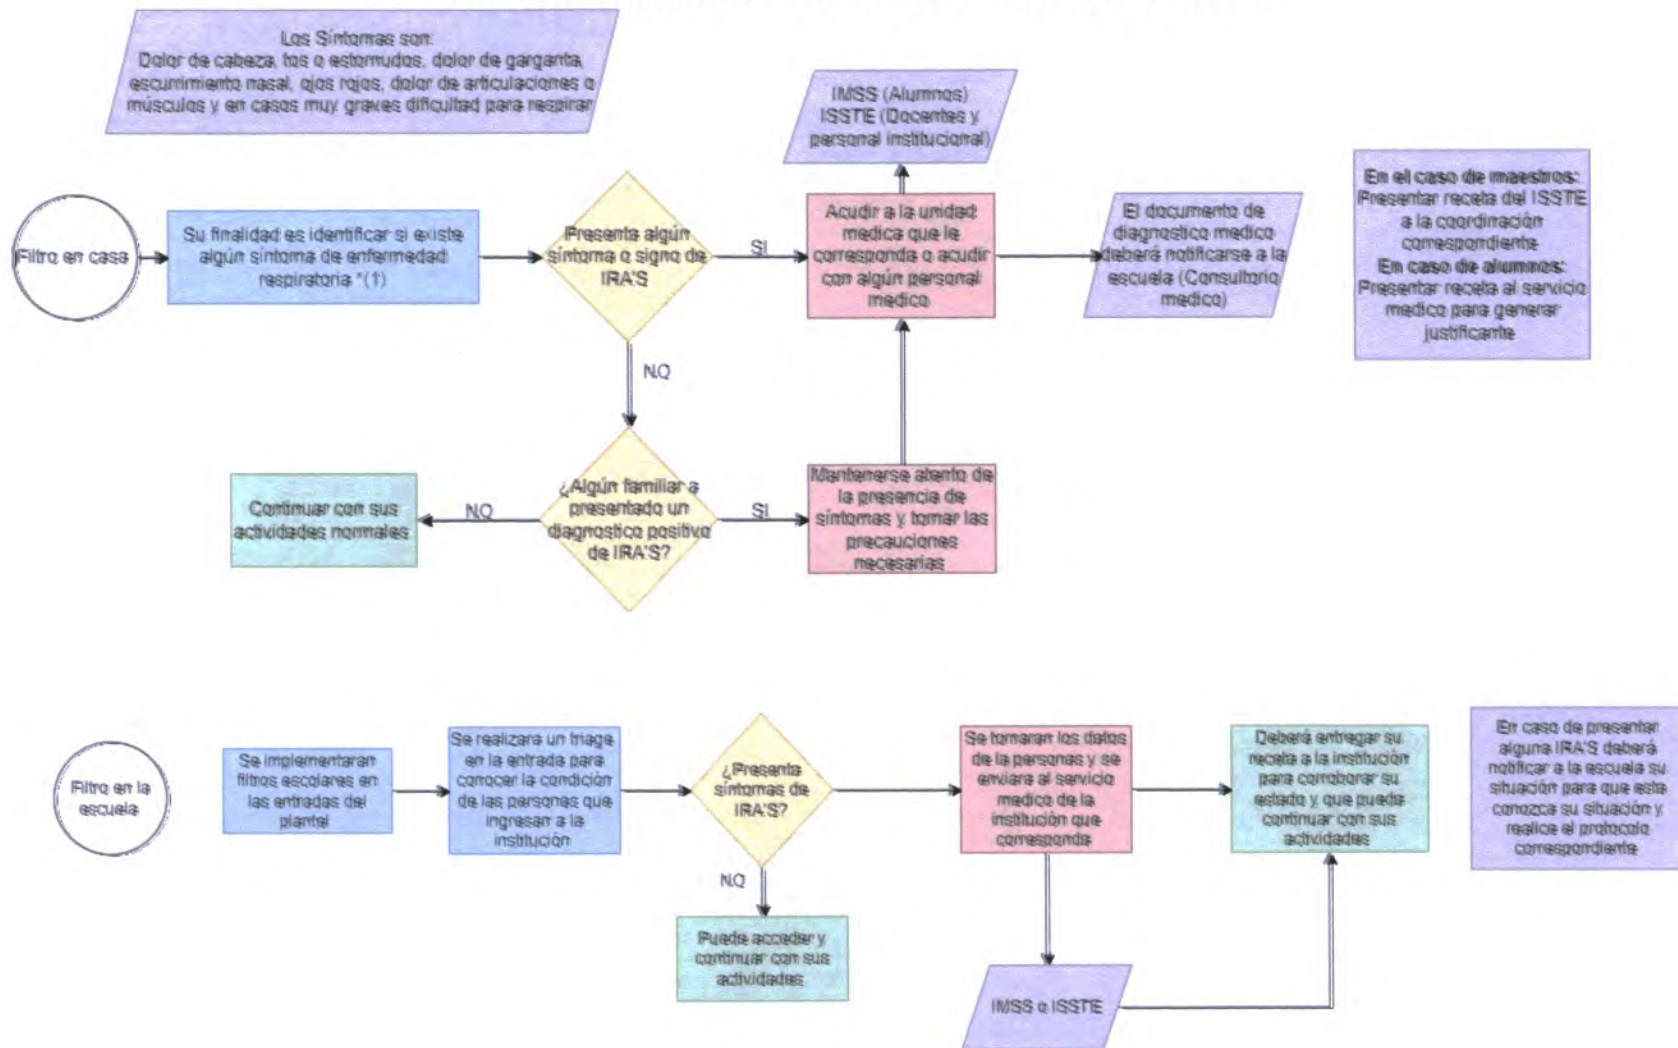 Los Síntomas son:
Dolor de cabeza, tos o estornudos, dolor de garganta,
escurrimiento nasal, ojos rojos, dolor de articulaciones o
músculos y en casos muy graves dificultad para respirar
IMSS (Alumnos)
ISSTE (Docentes y
personal institucional)
Filtro en casa
Su finalidad es identificar si existe
algún síntoma de enfermedad
respiratoria *(1)
Presenta algún
síntoma o signo de
IRA'S
SI
Acudir a la unidad
medica que le
corresponda o acudir
con algún personal
medico
El documento de
diagnostico medico
deberá notificarse a la
escuela (Consultorio
medico)
En el caso de maestros:
Presentar receta del ISSTE
a la coordinación
correspondiente
En caso de alumnos:
Presentar receta al servicio
medico para generar
justificante
NO
Continuar con sus
actividades normales
NO
¿Algún familiar a
presentado un
diagnostico positivo
de IRA'S?
SI
Mantenerse atento de
la presencia de
síntomas y tomar las
precauciones
necesarias
Filtro en la
escuela
Se implementaran
filtros escolares en
las entradas del
plantel
Se realizara un triage
en la entrada para
conocer la condición
de las personas que
ingresan a la
institución
¿Presenta
síntomas de
IRA'S?
Se tomaran los datos
de la personas y se
enviara al servicio
medico de la
institución que
corresponda
Deberá entregar su
receta a la institución
para corroborar su
estado y que pueda
continuar con sus
actividades
En caso de presentar
alguna IRA'S deberá
notificar a la escuela su
situación para que esta
conozca su situación y
realice el protocolo
correspondiente
NO
Puede acceder y
continuar con sus
actividades
IMSS o ISSTE